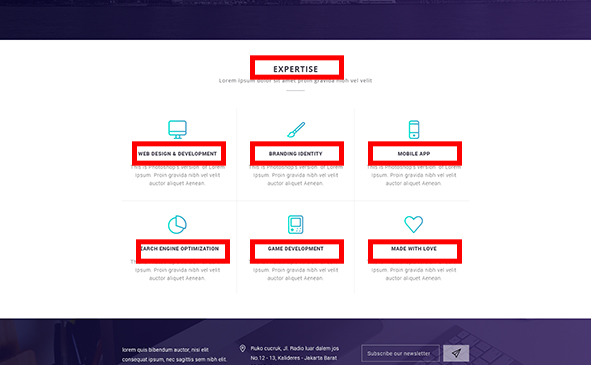 EXPERTISE
Lorem Ipsum dolor sit amet proin gravida nibh vel velit
WEB DESIGN & DEVELOPMENT
BRANDING IDENTITY
MOBILE APP
This is Photoshop's version of Lorem
Ipsum. Proin gravida nibh vel velit
auctor aliquet Aenean.
This is Photoshop's version of Lorem
Ipsum. Proin gravida nibh vel velit
auctor aliquet Aenean.
This is Photoshop's version of Lorem
Ipsum. Proin gravida nibh vel velit
auctor aliquet Aenean.
EARCH ENGINE OPTIMIZATION
GAME DEVELOPMENT
MADE WITH LOVE
Ipsum. Proin gravida nibh vel velit
auctor aliquet Aenean.
Ipsum. Proin gravida nibh vel velit
auctor aliquet Aenean.
Ipsum. Proin gravida nibh vel velit
auctor aliquet Aenean.
lorem quis bibendum auctor, nisi elit
consequat ipsum, nec sagittis sem nibh elit.
Ruko cucruk, Jl. Radio luar dalem jos
No.12 - 13, Kalideres - Jakarta Barat
Subscribe our newsletter